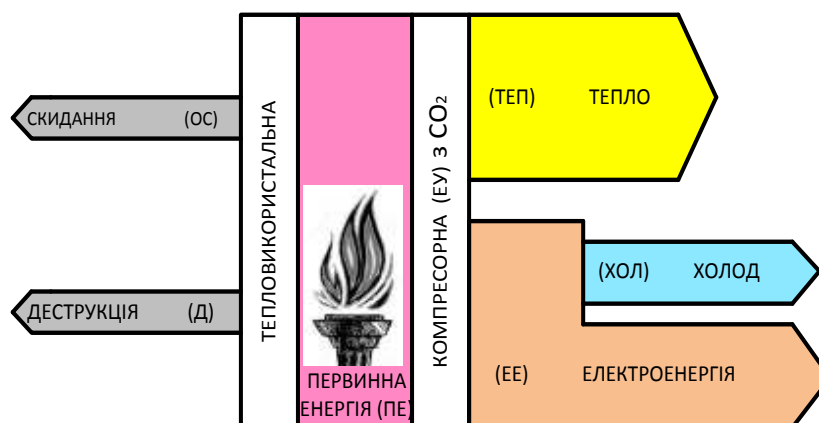 СКИДАННЯ (ОС)
ДЕСТРУКЦІЯ (Д)
ТЕПЛОВИКОРИСТАЛЬНА
ПЕРВИННА
ЕНЕРГІЯ (ПЕ)
КОМПРЕСОРНА (ЕУ) з CO₂
(ТЕП) ТЕПЛО
(ХОЛ) ХОЛОД
(ЕЕ) ЕЛЕКТРОЕНЕРГІЯ